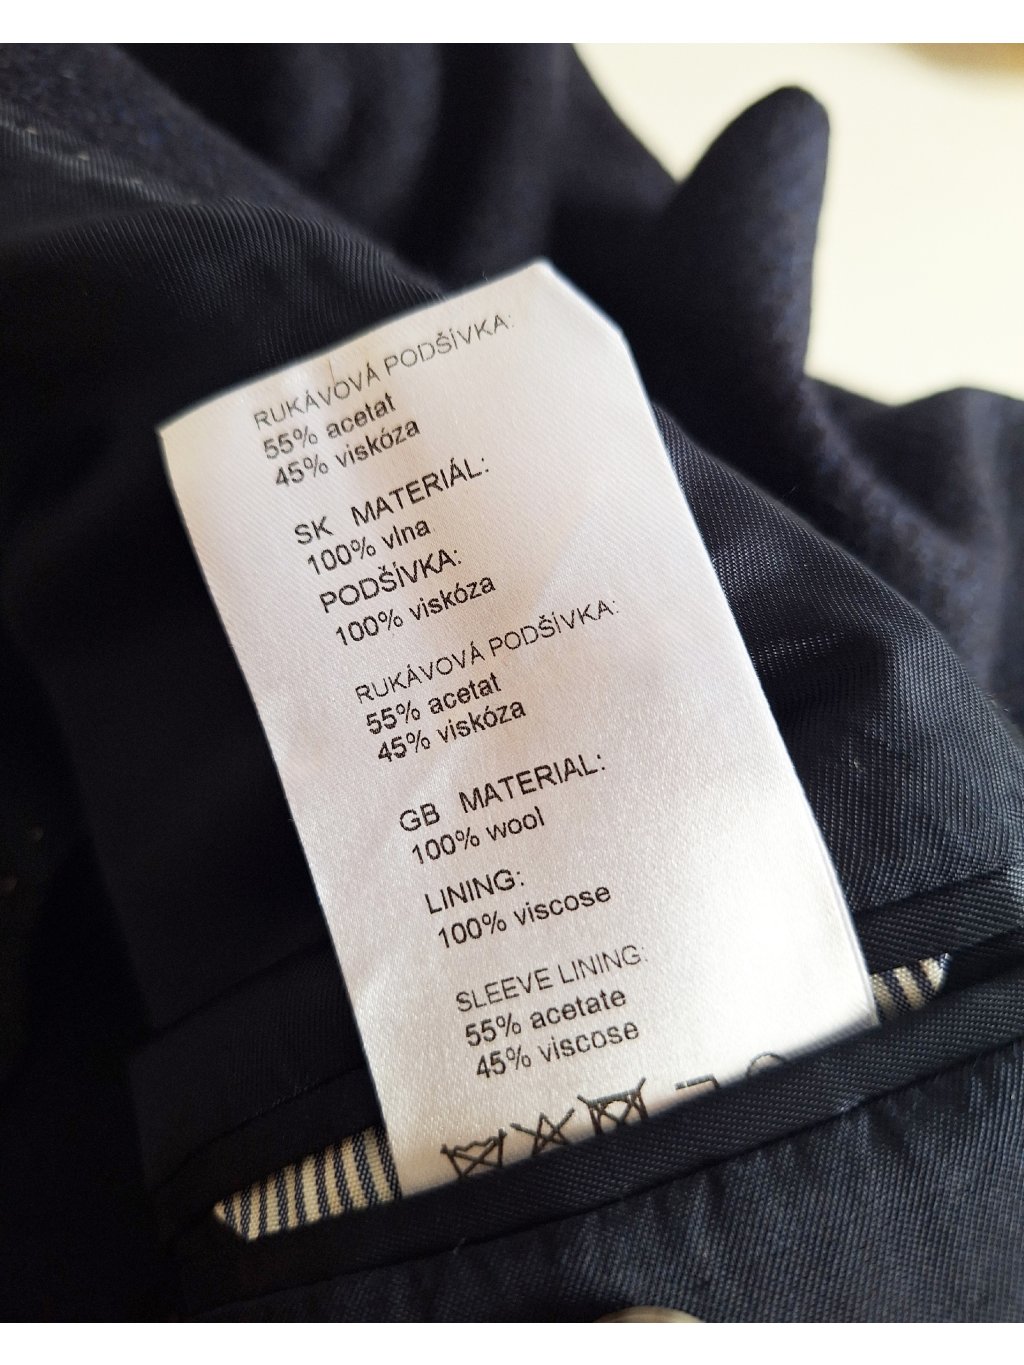 RUKÁVOVÁ PODŠÍVKA:
55% acetat
45% viskóza
SK MATERIÁL:
100% vlna
PODŠÍVKA:
100% viskóza
RUKÁVOVÁ PODŠÍVKA:
55% acetat
45% viskóza
GB MATERIAL:
100% wool
LINING:
100% viscose
SLEEVE LINING:
55% acetate
45% viscose